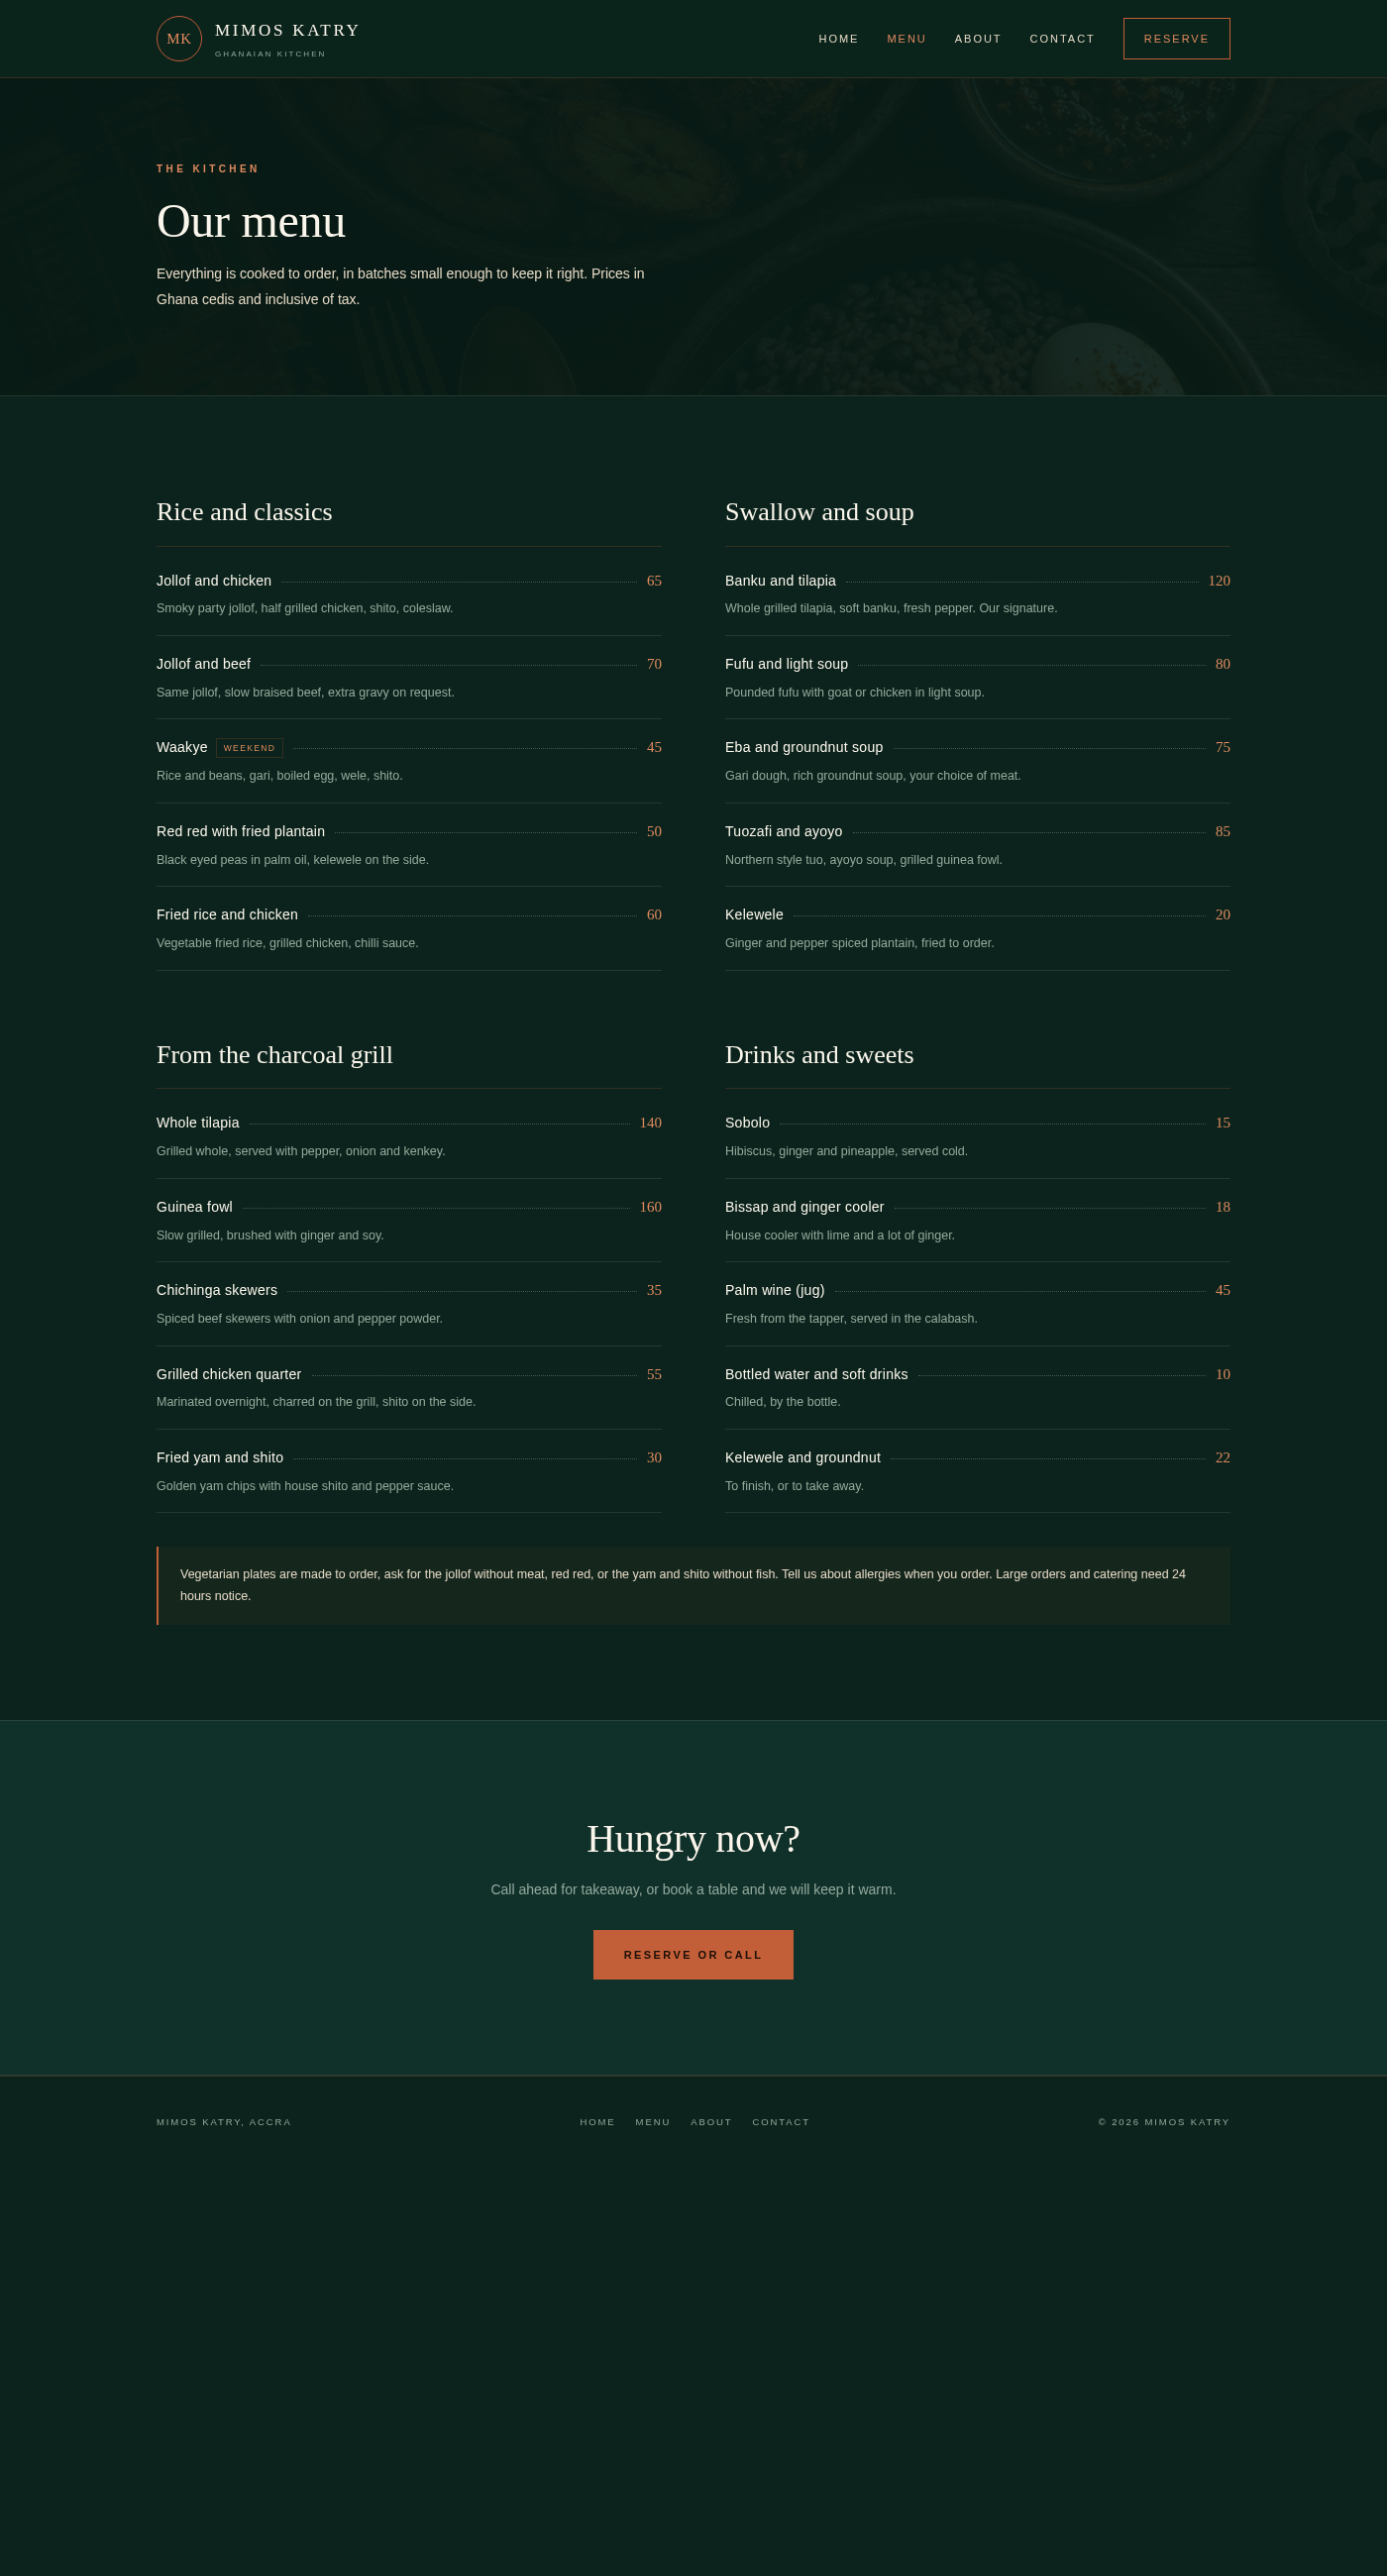 MK
MIMOS KATRY
GHANAIAN KITCHEN
HOME MENU ABOUT CONTACT RESERVE
THE KITCHEN
Our menu
Everything is cooked to order, in batches small enough to keep it right. Prices in
Ghana cedis and inclusive of tax.
Rice and classics
Jollof and chicken 65
Smoky party jollof, half grilled chicken, shito, coleslaw.
Jollof and beef 70
Same jollof, slow braised beef, extra gravy on request.
Waakye WEEKEND 45
Rice and beans, gari, boiled egg, wele, shito.
Red red with fried plantain 50
Black eyed peas in palm oil, kelewele on the side.
Fried rice and chicken 60
Vegetable fried rice, grilled chicken, chilli sauce.
Swallow and soup
Banku and tilapia 120
Whole grilled tilapia, soft banku, fresh pepper. Our signature.
Fufu and light soup 80
Pounded fufu with goat or chicken in light soup.
Eba and groundnut soup 75
Gari dough, rich groundnut soup, your choice of meat.
Tuozafi and ayoyo 85
Northern style tuo, ayoyo soup, grilled guinea fowl.
Kelewele 20
Ginger and pepper spiced plantain, fried to order.
From the charcoal grill
Whole tilapia 140
Grilled whole, served with pepper, onion and kenkey.
Guinea fowl 160
Slow grilled, brushed with ginger and soy.
Chichinga skewers 35
Spiced beef skewers with onion and pepper powder.
Grilled chicken quarter 55
Marinated overnight, charred on the grill, shito on the side.
Fried yam and shito 30
Golden yam chips with house shito and pepper sauce.
Drinks and sweets
Sobolo 15
Hibiscus, ginger and pineapple, served cold.
Bissap and ginger cooler 18
House cooler with lime and a lot of ginger.
Palm wine (jug) 45
Fresh from the tapper, served in the calabash.
Bottled water and soft drinks 10
Chilled, by the bottle.
Kelewele and groundnut 22
To finish, or to take away.
Vegetarian plates are made to order, ask for the jollof without meat, red red, or the yam and shito without fish. Tell us about allergies when you order. Large orders and catering need 24
hours notice.
Hungry now?
Call ahead for takeaway, or book a table and we will keep it warm.
RESERVE OR CALL
MIMOS KATRY, ACCRA HOME MENU ABOUT CONTACT © 2026 MIMOS KATRY